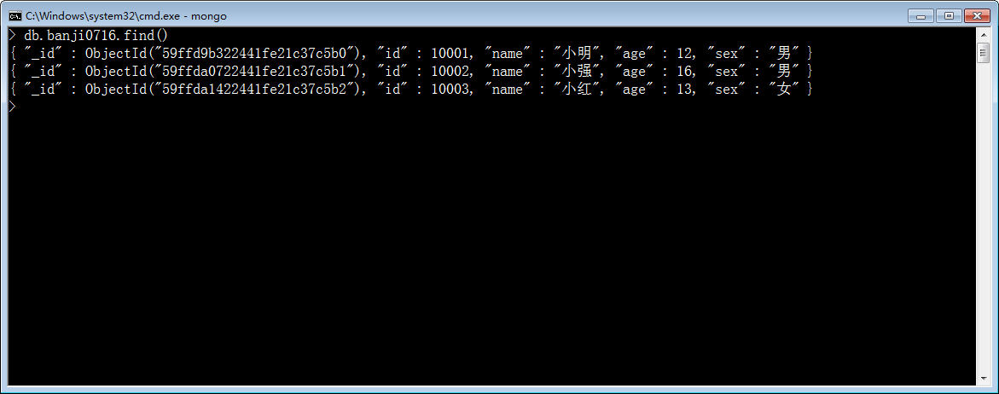 C:\Windows\system32\cmd.exe - mongo
> db.banji0716.find()
{ "_id" : ObjectId("59ffd9b322441fe21c37c5b0"), "id" : 10001, "name" : "小明", "age" : 12, "sex" : "男" }
{ "_id" : ObjectId("59ffda0722441fe21c37c5b1"), "id" : 10002, "name" : "小强", "age" : 16, "sex" : "男" }
{ "_id" : ObjectId("59ffda1422441fe21c37c5b2"), "id" : 10003, "name" : "小红", "age" : 13, "sex" : "女" }
>